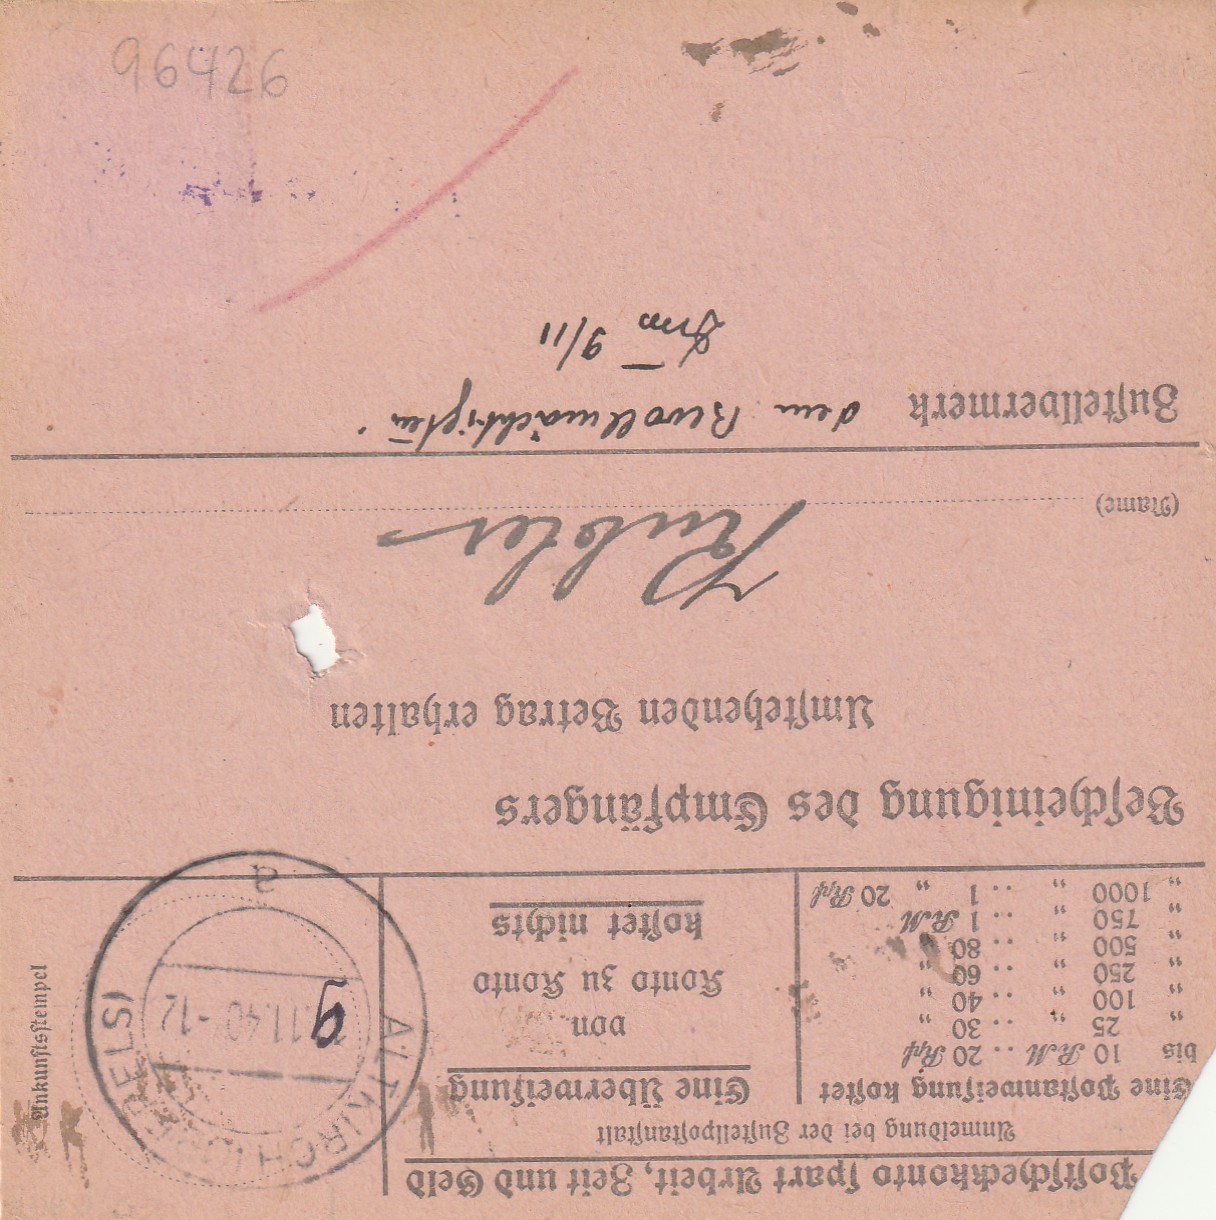 Postscheckkonto spart Arbeit, Zeit und Geld
Anmeldung bei der Zustellpostanstalt
Eine Postanweisung kostet
bis 10 RM .. 20 Rpf
" 25 " .. 30 "
" 100 " .. 40 "
" 250 " .. 60 "
" 500 " .. 80 "
" 750 " .. 1 RM
" 1000 " .. 1 " 20 Rpf
Eine Überweisung
von
Konto zu Konto
kostet nichts
Ankunftsstempel
ALTKIRCH ELS)
9.11.40.-12
a
Bescheinigung des Empfängers
Umstehenden Betrag erhalten
(Name)
Zustellvermerk dem Bevollmächtigten
9/11
96426